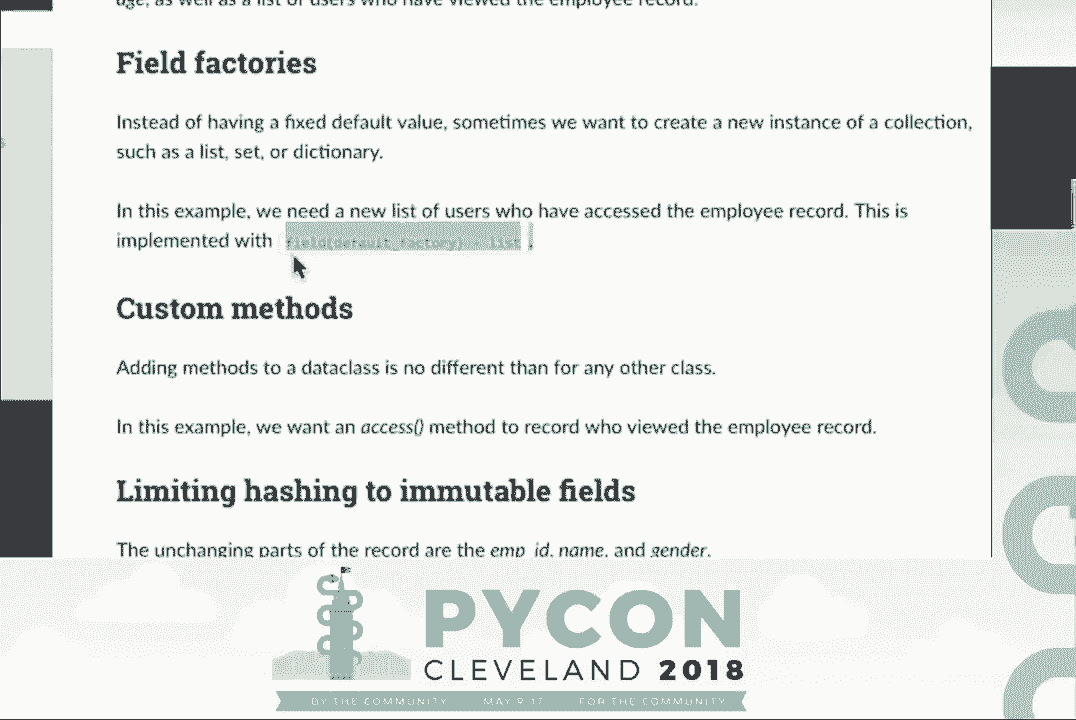 age, as well as a list of users who have viewed the employee record.
Field factories
Instead of having a fixed default value, sometimes we want to create a new instance of a collection,
such as a list, set, or dictionary.
In this example, we need a new list of users who have accessed the employee record. This is
implemented with field(default_factory) = list .
Custom methods
Adding methods to a dataclass is no different than for any other class.
In this example, we want an access() method to record who viewed the employee record.
Limiting hashing to immutable fields
The unchanging parts of the record are the emp_id, name, and gender.
PYCON
CLEVELAND 2018
BY THE COMMUNITY MAY 9-17 FOR THE COMMUNITY